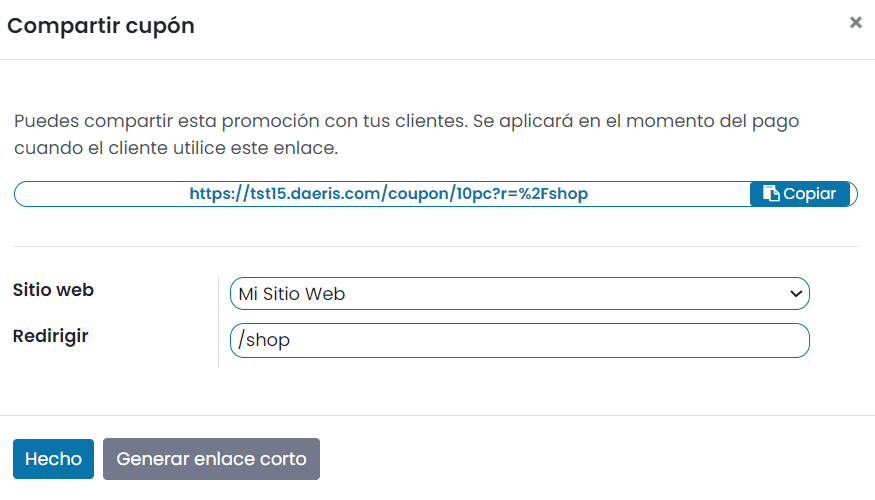 Compartir cupón
Puedes compartir esta promoción con tus clientes. Se aplicará en el momento del pago
cuando el cliente utilice este enlace.
https://tst15.daeris.com/coupon/10pc?r=%2Fshop
Copiar
Sitio web
Mi Sitio Web
Redirigir
/shop
Hecho
Generar enlace corto